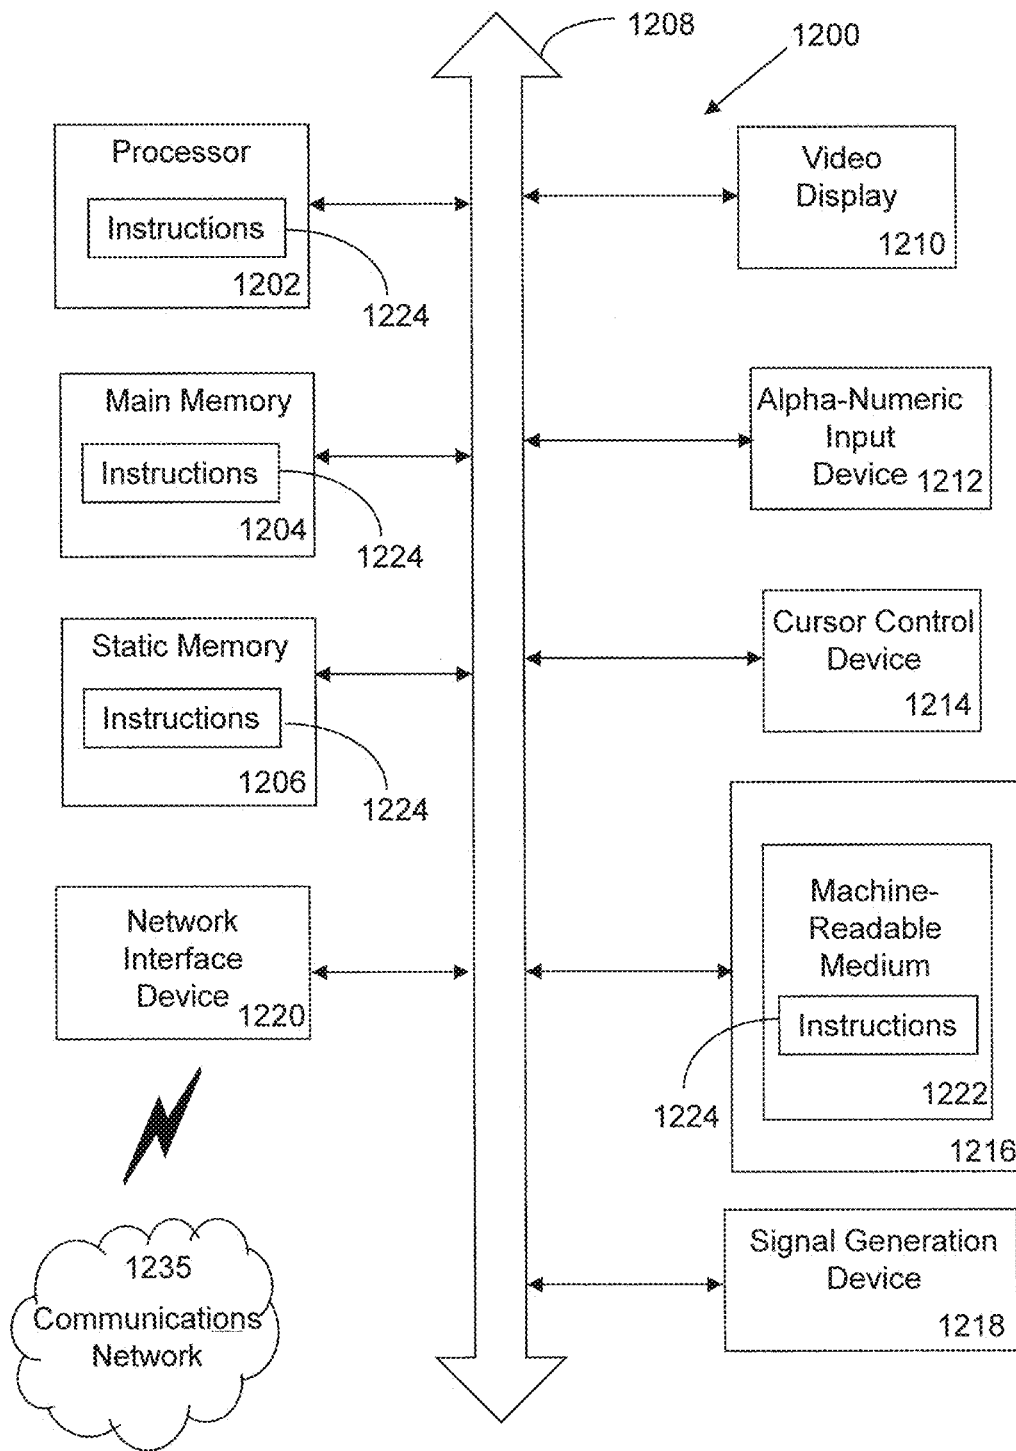 1208
1200
Processor
Instructions
1202
1224
Video
Display
1210
Main Memory
Instructions
1204
1224
Alpha-Numeric
Input
Device
1212
Static Memory
Instructions
1206
1224
Cursor Control
Device
1214
Network
Interface
Device
1220
Machine-
Readable
Medium
Instructions
1222
1224
1216
1235
Communications
Network
Signal Generation
Device
1218